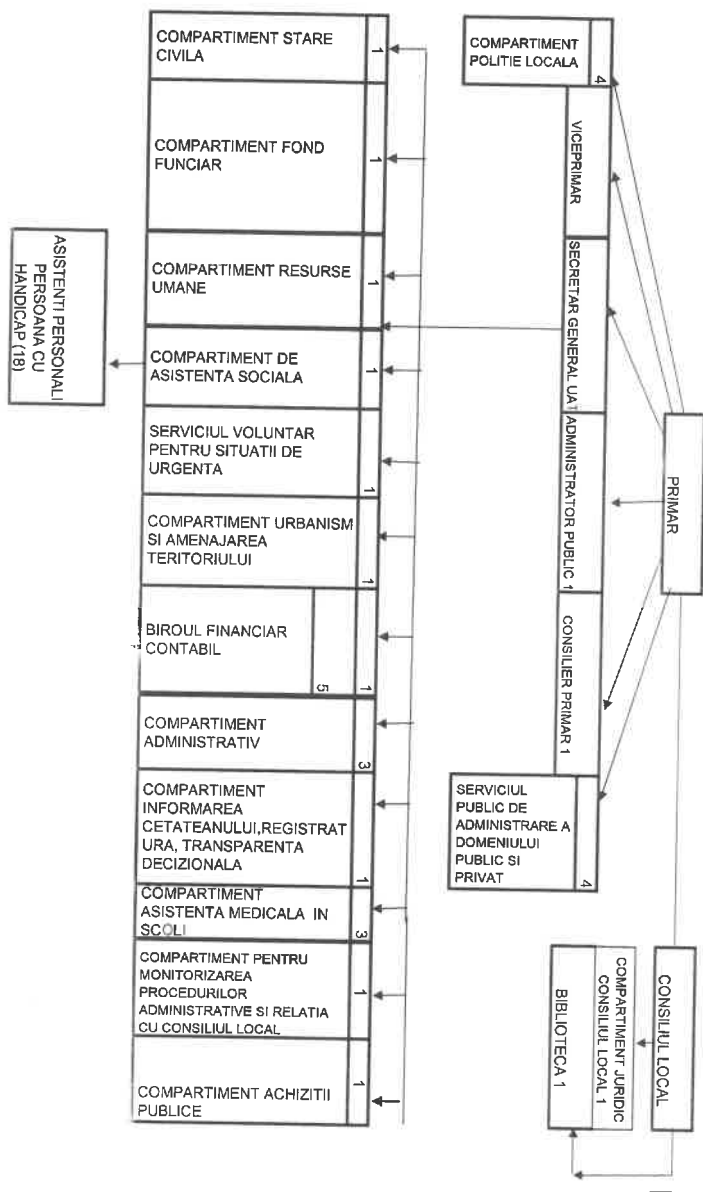 COMPARTIMENT STARE
CIVILA
1
COMPARTIMENT FOND
FUNCIAR
1
COMPARTIMENT RESURSE
UMANE
1
COMPARTIMENT DE
ASISTENTA SOCIALA
1
ASISTENTI PERSONALI
PERSOANA CU
HANDICAP (18)
SERVICIUL VOLUNTAR
PENTRU SITUATII DE
URGENTA
1
COMPARTIMENT URBANISM
SI AMENAJAREA
TERITORIULUI
1
BIROUL FINANCIAR
CONTABIL
5
1
COMPARTIMENT
ADMINISTRATIV
3
COMPARTIMENT
INFORMAREA
CETATEANULUI,REGISTRAT
URA, TRANSPARENTA
DECIZIONALA
1
COMPARTIMENT
ASISTENTA MEDICALA IN
SCOLI
3
COMPARTIMENT PENTRU
MONITORIZAREA
PROCEDURILOR
ADMINISTRATIVE SI RELATIA
CU CONSILIUL LOCAL
1
COMPARTIMENT ACHIZITII
PUBLICE
1
COMPARTIMENT
POLITIE LOCALA
4
VICEPRIMAR
SECRETAR GENERAL UAT
ADMINISTRATOR PUBLIC 1
CONSILIER PRIMAR 1
SERVICIUL
PUBLIC DE
ADMINISTRARE A
DOMENIULUI
PUBLIC SI
PRIVAT
4
PRIMAR
CONSILIUL LOCAL
COMPARTIMENT JURIDIC
CONSILIUL LOCAL 1
BIBLIOTECA 1